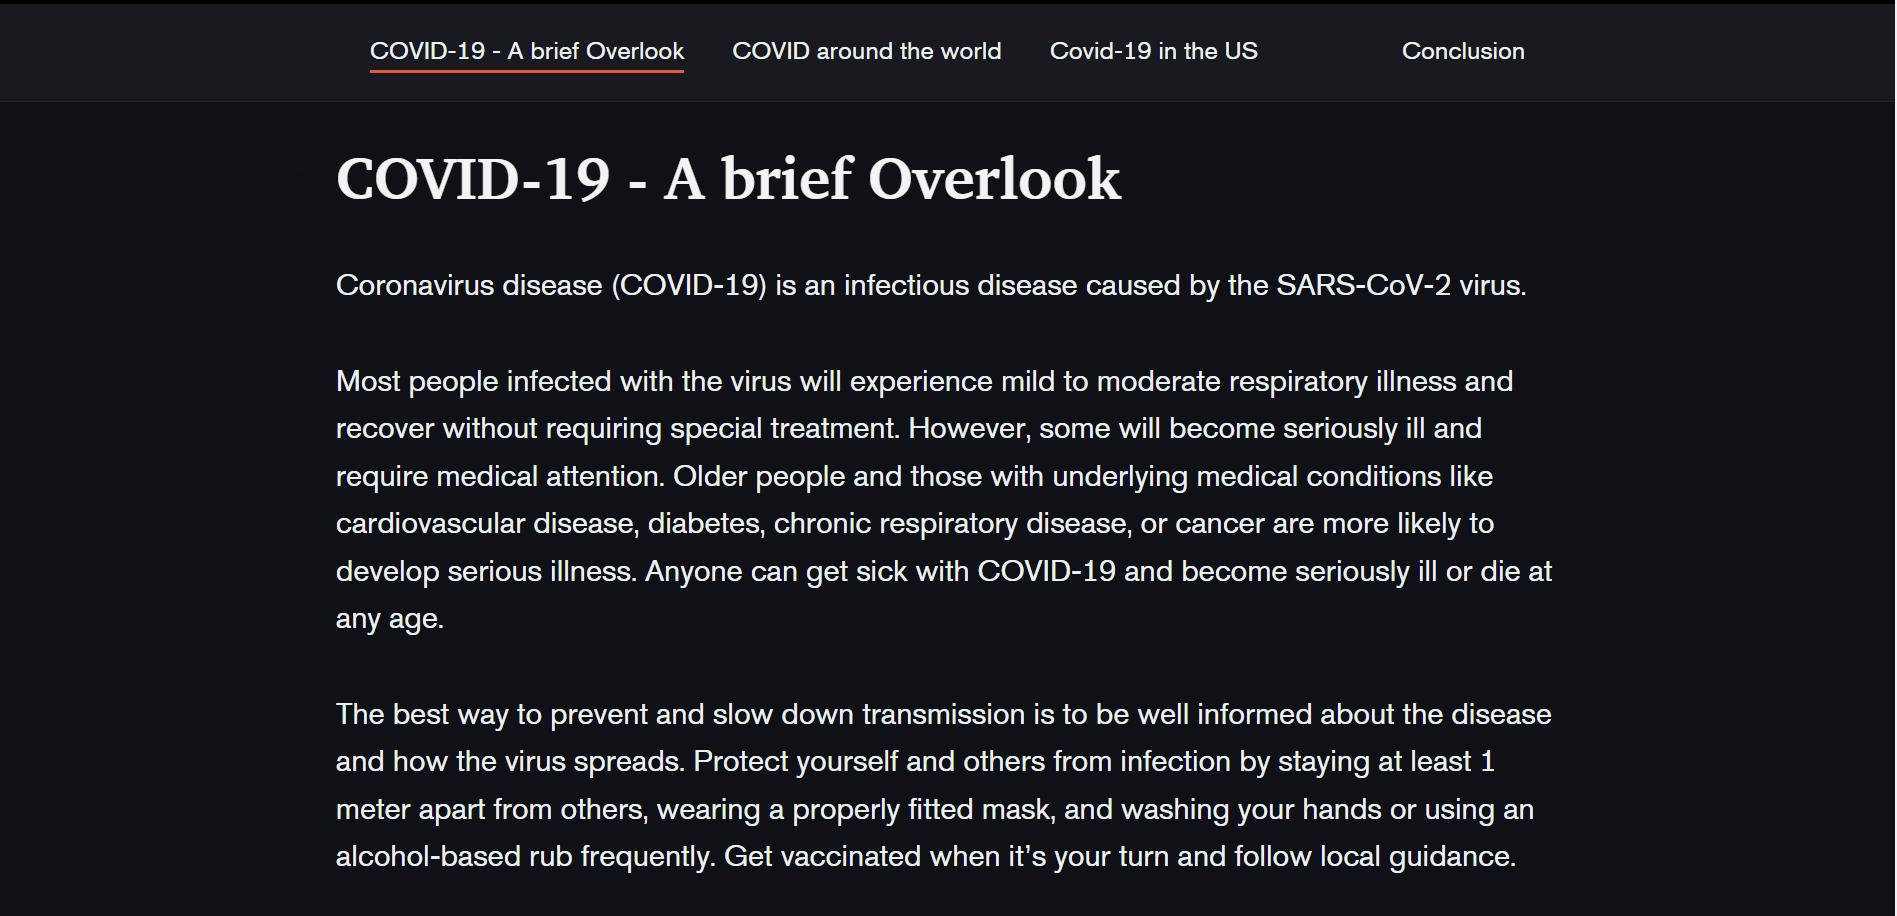 COVID-19 - A brief Overlook
COVID around the world
Covid-19 in the US
Conclusion
COVID-19 - A brief Overlook
Coronavirus disease (COVID-19) is an infectious disease caused by the SARS-CoV-2 virus.
Most people infected with the virus will experience mild to moderate respiratory illness and
recover without requiring special treatment. However, some will become seriously ill and
require medical attention. Older people and those with underlying medical conditions like
cardiovascular disease, diabetes, chronic respiratory disease, or cancer are more likely to
develop serious illness. Anyone can get sick with COVID-19 and become seriously ill or die at
any age.
The best way to prevent and slow down transmission is to be well informed about the disease
and how the virus spreads. Protect yourself and others from infection by staying at least 1
meter apart from others, wearing a properly fitted mask, and washing your hands or using an
alcohol-based rub frequently. Get vaccinated when it’s your turn and follow local guidance.